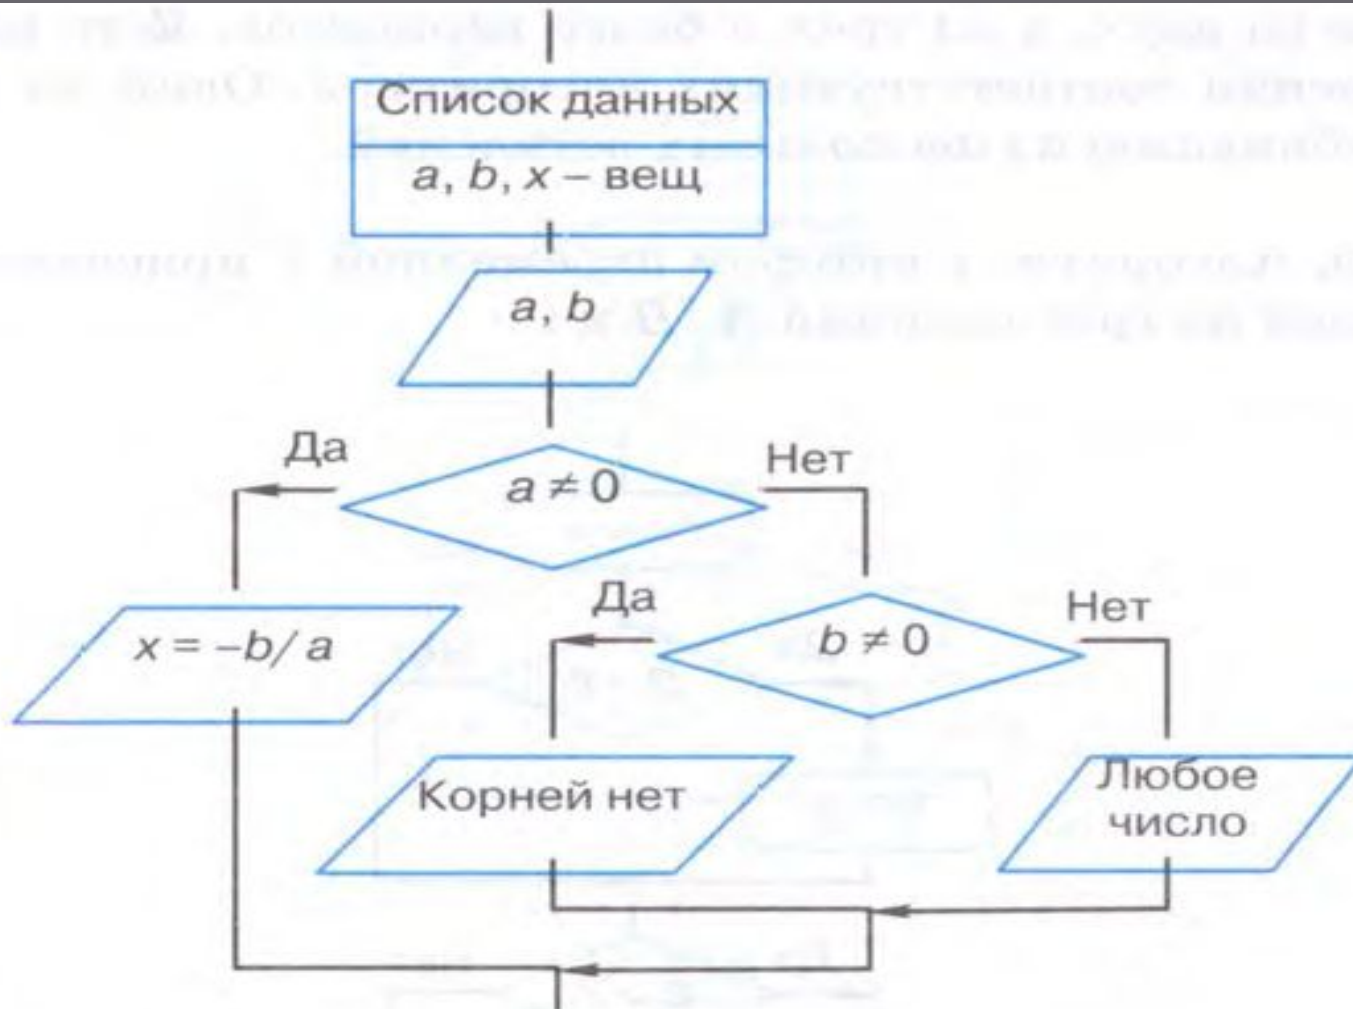 Список данных
a, b, x – вещ
a, b
Да
a ≠ 0
Нет
x = –b/ a
Да
b ≠ 0
Нет
Корней нет
Любое
число